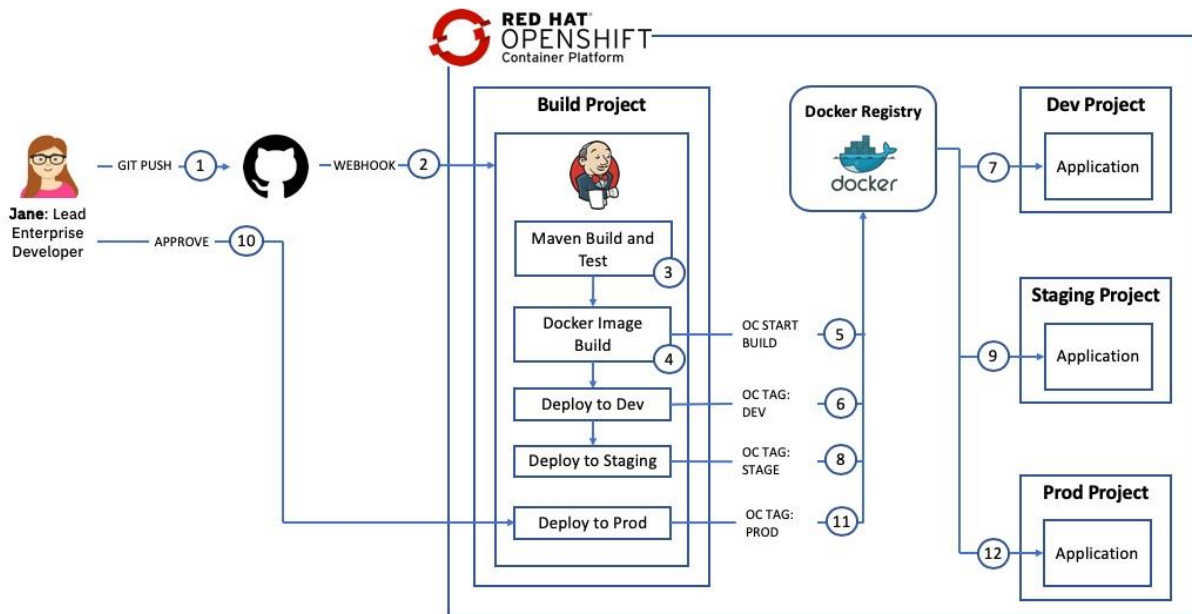 RED HAT®
OPENSHIFT
Container Platform
Build Project
Docker Registry
docker
Dev Project
Application
7
GIT PUSH
1
WEBHOOK
2
Jane: Lead
Enterprise
Developer
APPROVE
10
Maven Build and
Test
3
Docker Image
Build
4
OC START
BUILD
5
Deploy to Dev
OC TAG:
DEV
6
Deploy to Staging
OC TAG:
STAGE
8
Deploy to Prod
OC TAG:
PROD
11
Staging Project
Application
9
Prod Project
Application
12